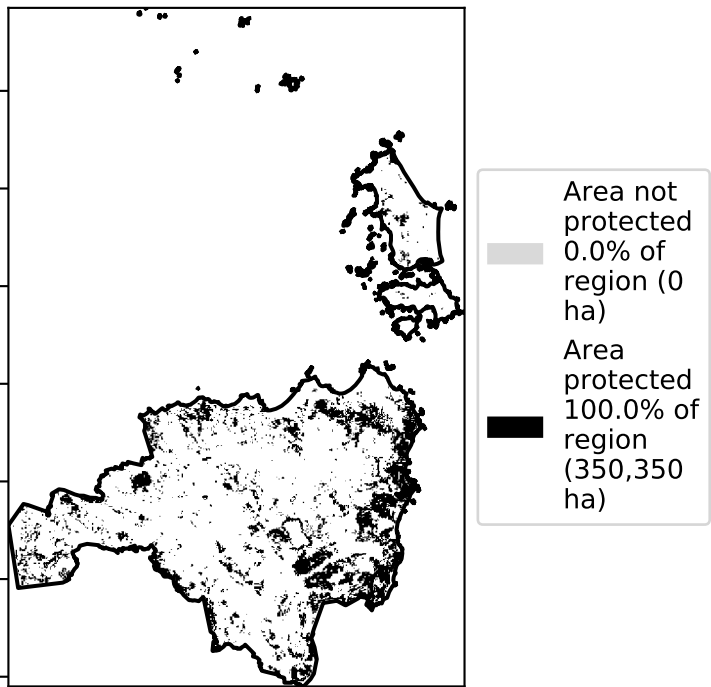 Area not
protected
0.0% of
region (0
ha)
Area
protected
100.0% of
region
(350,350
ha)